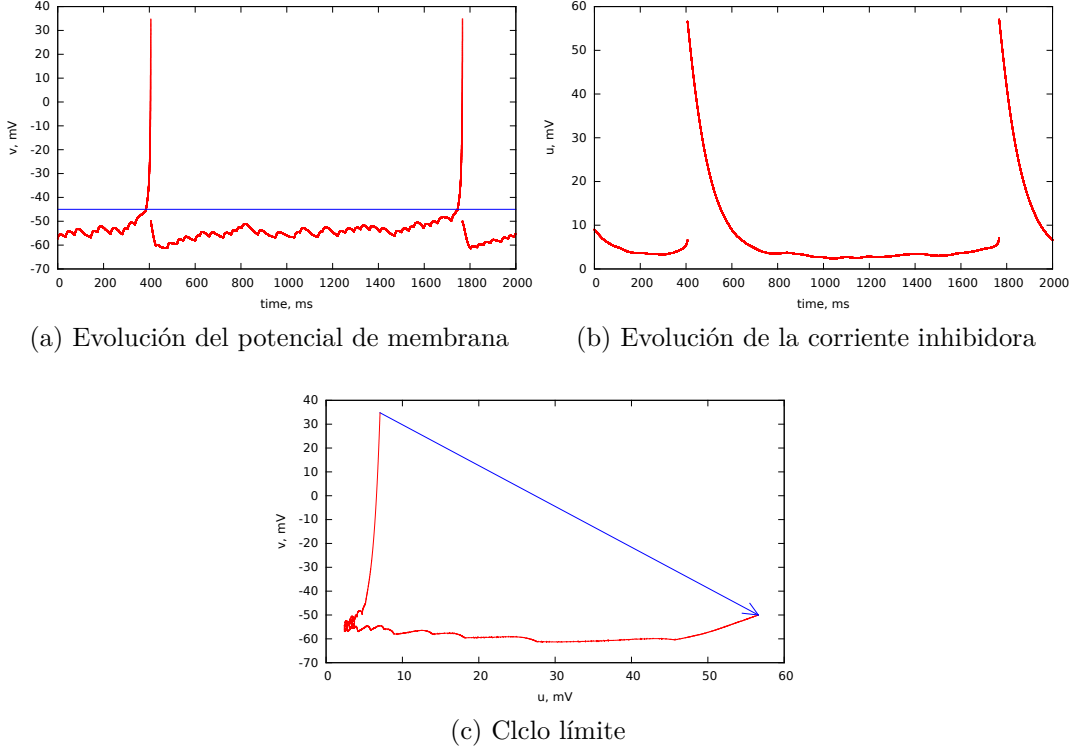 40
30
20
10
0
-10
-20
-30
-40
-50
-60
-70
v, mV
0 200 400 600 800 1000 1200 1400 1600 1800 2000
time, ms
(a) Evolución del potencial de membrana
60
50
40
30
20
10
0
u, mV
0 200 400 600 800 1000 1200 1400 1600 1800 2000
time, ms
(b) Evolución de la corriente inhibidora
40
30
20
10
0
-10
-20
-30
-40
-50
-60
-70
v, mV
0 10 20 30 40 50 60
u, mV
(c) Clclo límite